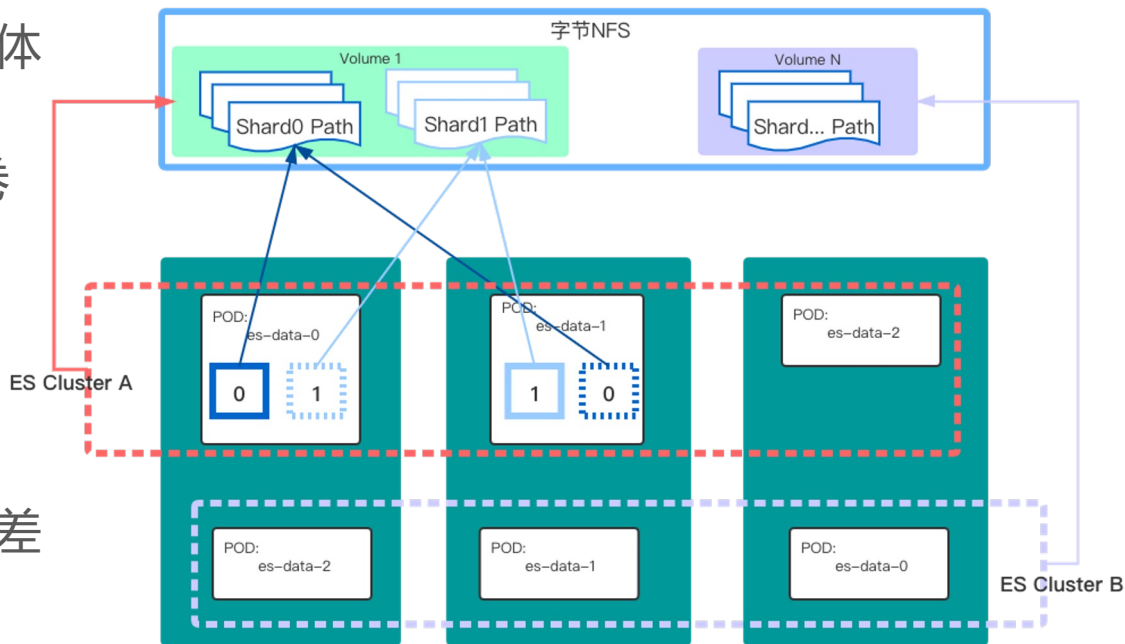 体
字节NFS
Volume 1
Volume N
Shard0 Path
Shard1 Path
Shard... Path
POD:
es-data-0
POD:
es-data-1
POD:
es-data-2
ES Cluster A
0
1
1
0
差
POD:
es-data-2
POD:
es-data-1
POD:
es-data-0
ES Cluster B